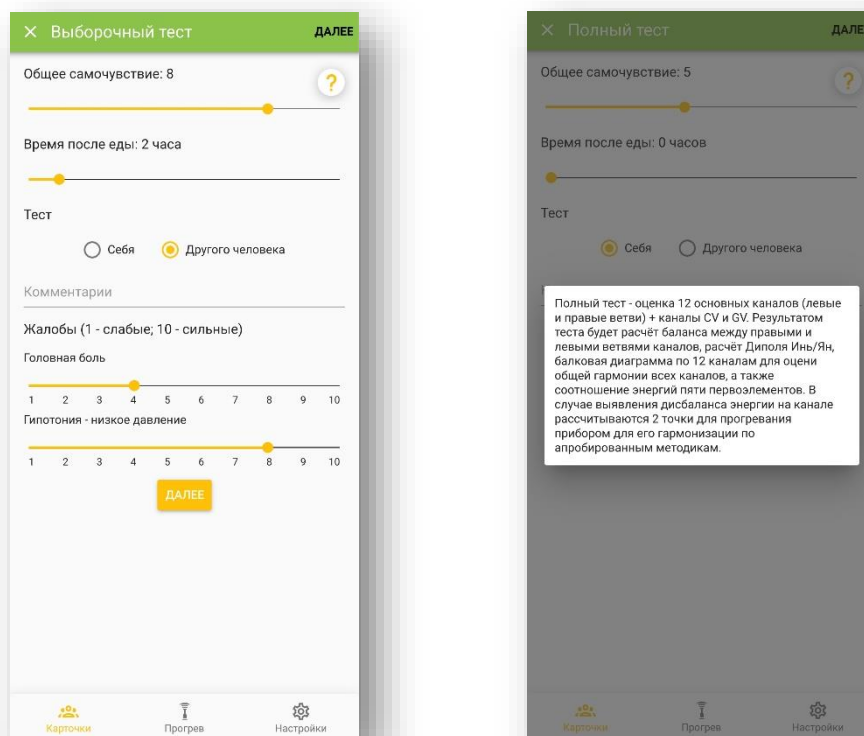 Выборочный тест
ДАЛЕЕ
Общее самочувствие: 8
?
Время после еды: 2 часа
Тест
Себя
Другого человека
Комментарии
Жалобы (1 - слабые; 10 - сильные)
Головная боль
1 2 3 4 5 6 7 8 9 10
Гипотония - низкое давление
1 2 3 4 5 6 7 8 9 10
ДАЛЕЕ
Карточки
Прогрев
Настройки
Полный тест
ДАЛЕ
Общее самочувствие: 5
?
Время после еды: 0 часов
Тест
Себя
Другого человека
Полный тест - оценка 12 основных каналов (левые
и правые ветви) + каналы CV и GV. Результатом
теста будет расчёт баланса между правыми и
левыми ветвями каналов, расчёт Диполя Инь/Ян,
балковая диаграмма по 12 каналам для оцени
общей гармонии всех каналов, а также
соотношение энергий пяти первоэлементов. В
случае выявления дисбаланса энергии на канале
рассчитываются 2 точки для прогревания
прибором для его гармонизации по
апробированным методикам.
Карточки
Прогрев
Настройки